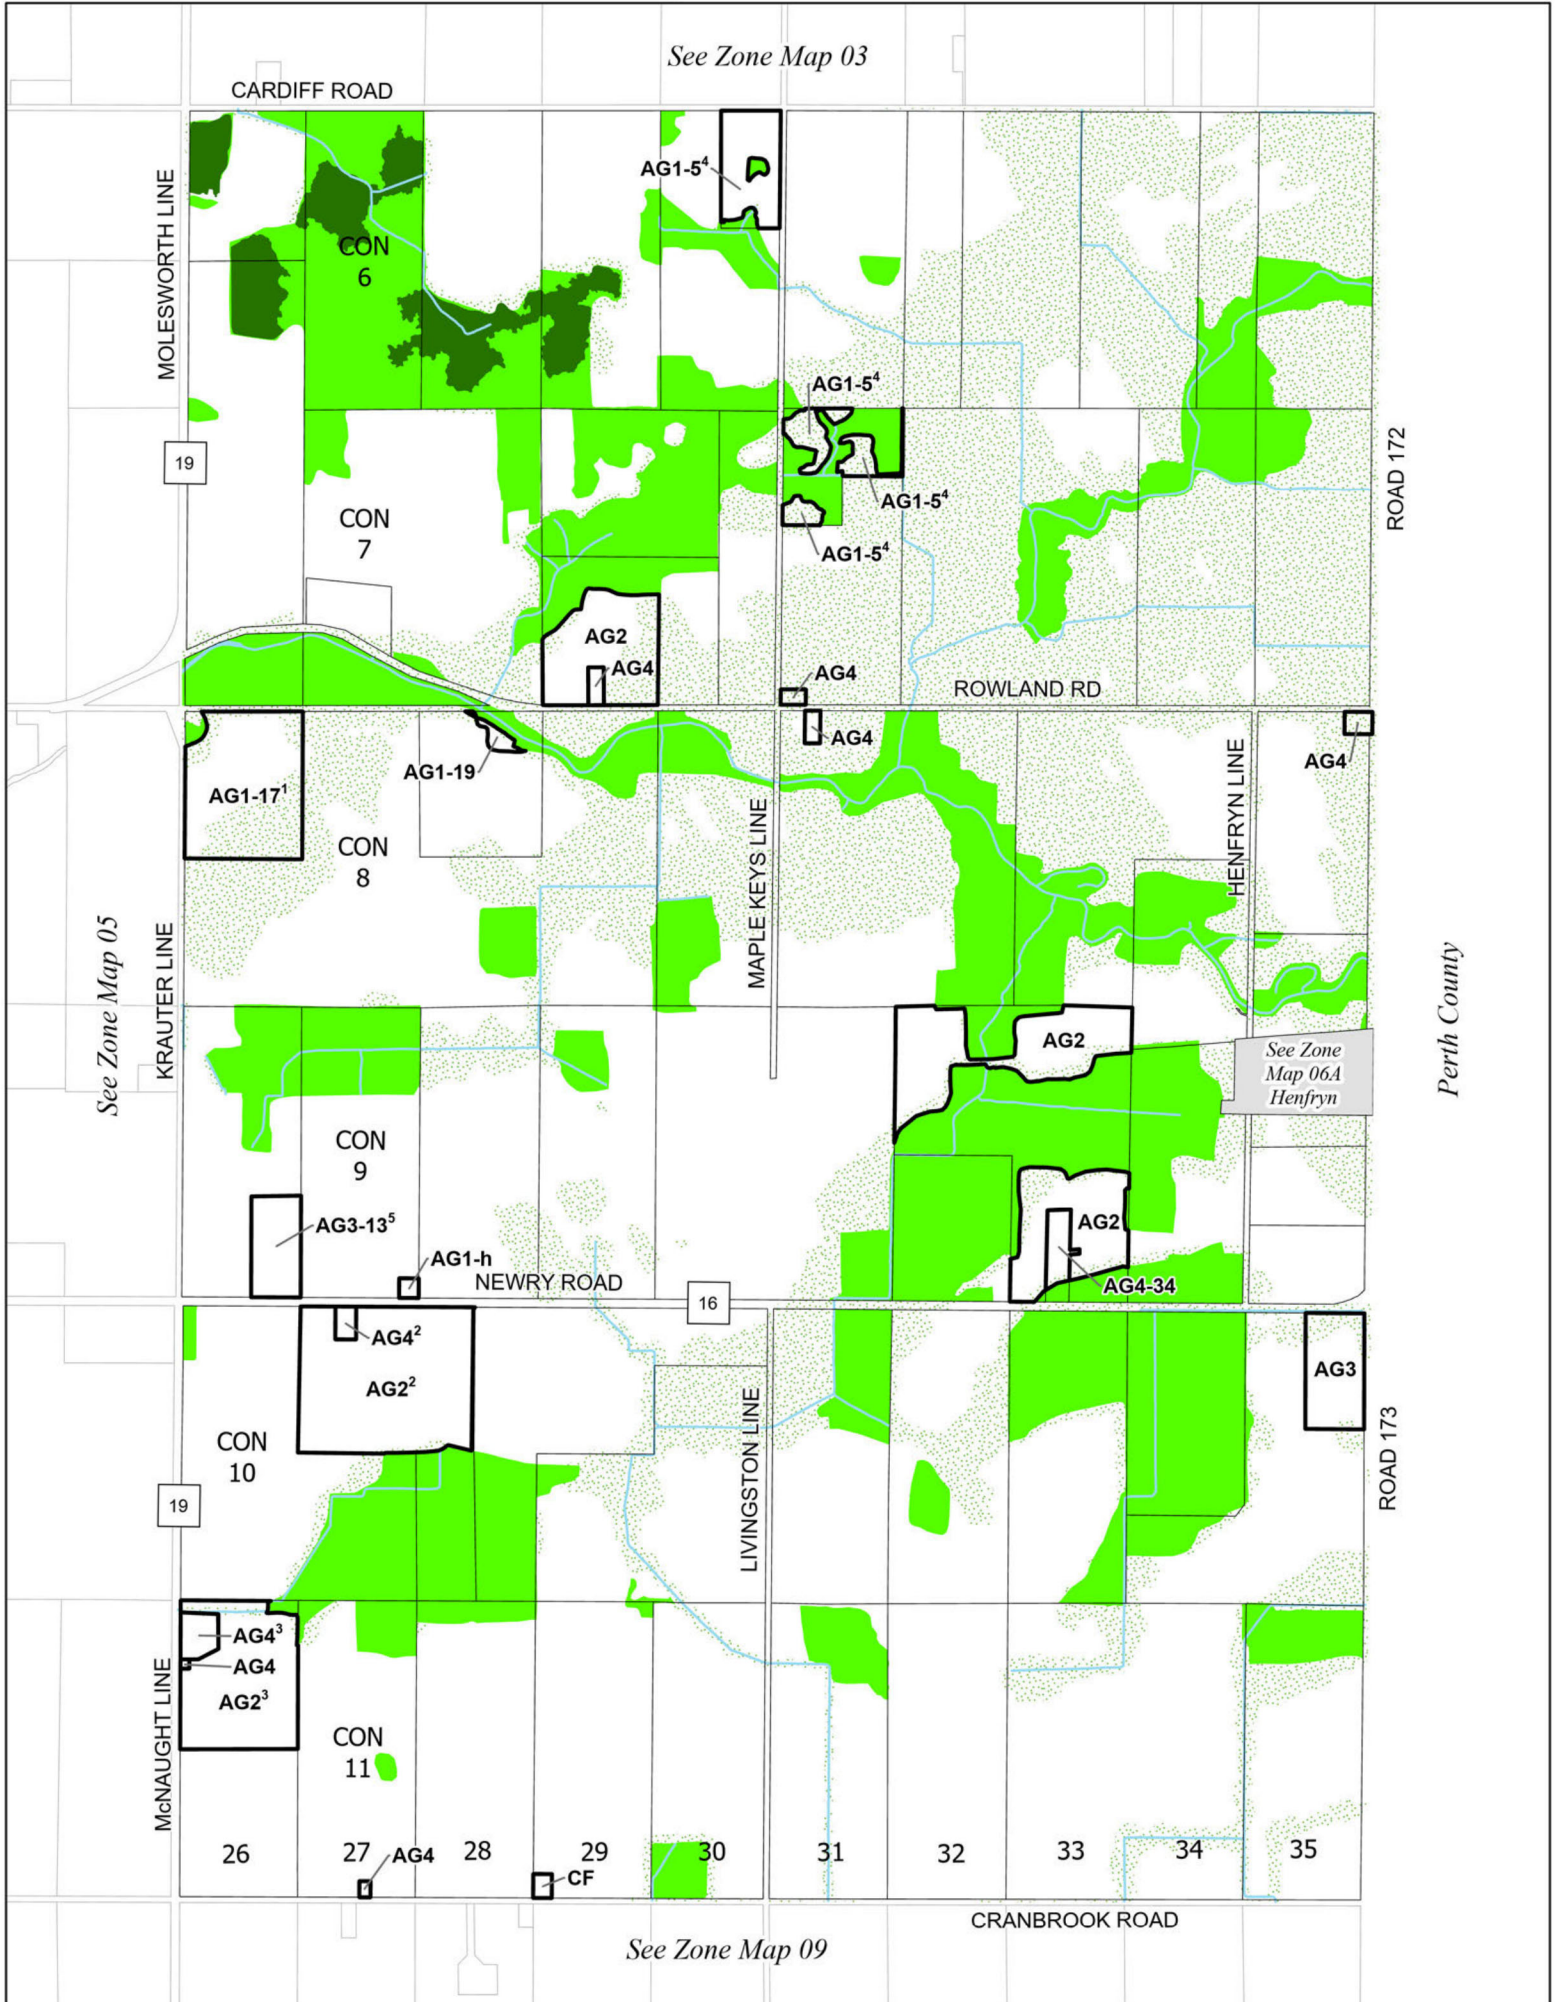 See Zone Map 03
CARDIFF ROAD
AG1-5⁴
MOLESWORTH LINE
CON
6
AG1-5⁴
19
ROAD 172
AG1-5⁴
CON
7
AG1-5⁴
AG2
AG4
AG4
ROWLAND RD
AG4
AG4
AG1-19
AG1-17¹
CON
8
MAPLE KEYS LINE
HENFRYN LINE
See Zone Map 05
KRAUTER LINE
Perth County
AG2
See Zone
Map 06A
Henfryn
CON
9
AG3-13⁵
AG2
AG1-h
NEWRY ROAD
AG4-34
16
AG4²
AG2²
AG3
CON
10
LIVINGSTON LINE
ROAD 173
19
AG4³
AG4
AG2³
McNAUGHT LINE
CON
11
26
27
AG4
28
29
30
31
32
33
34
35
CF
CRANBROOK ROAD
See Zone Map 09